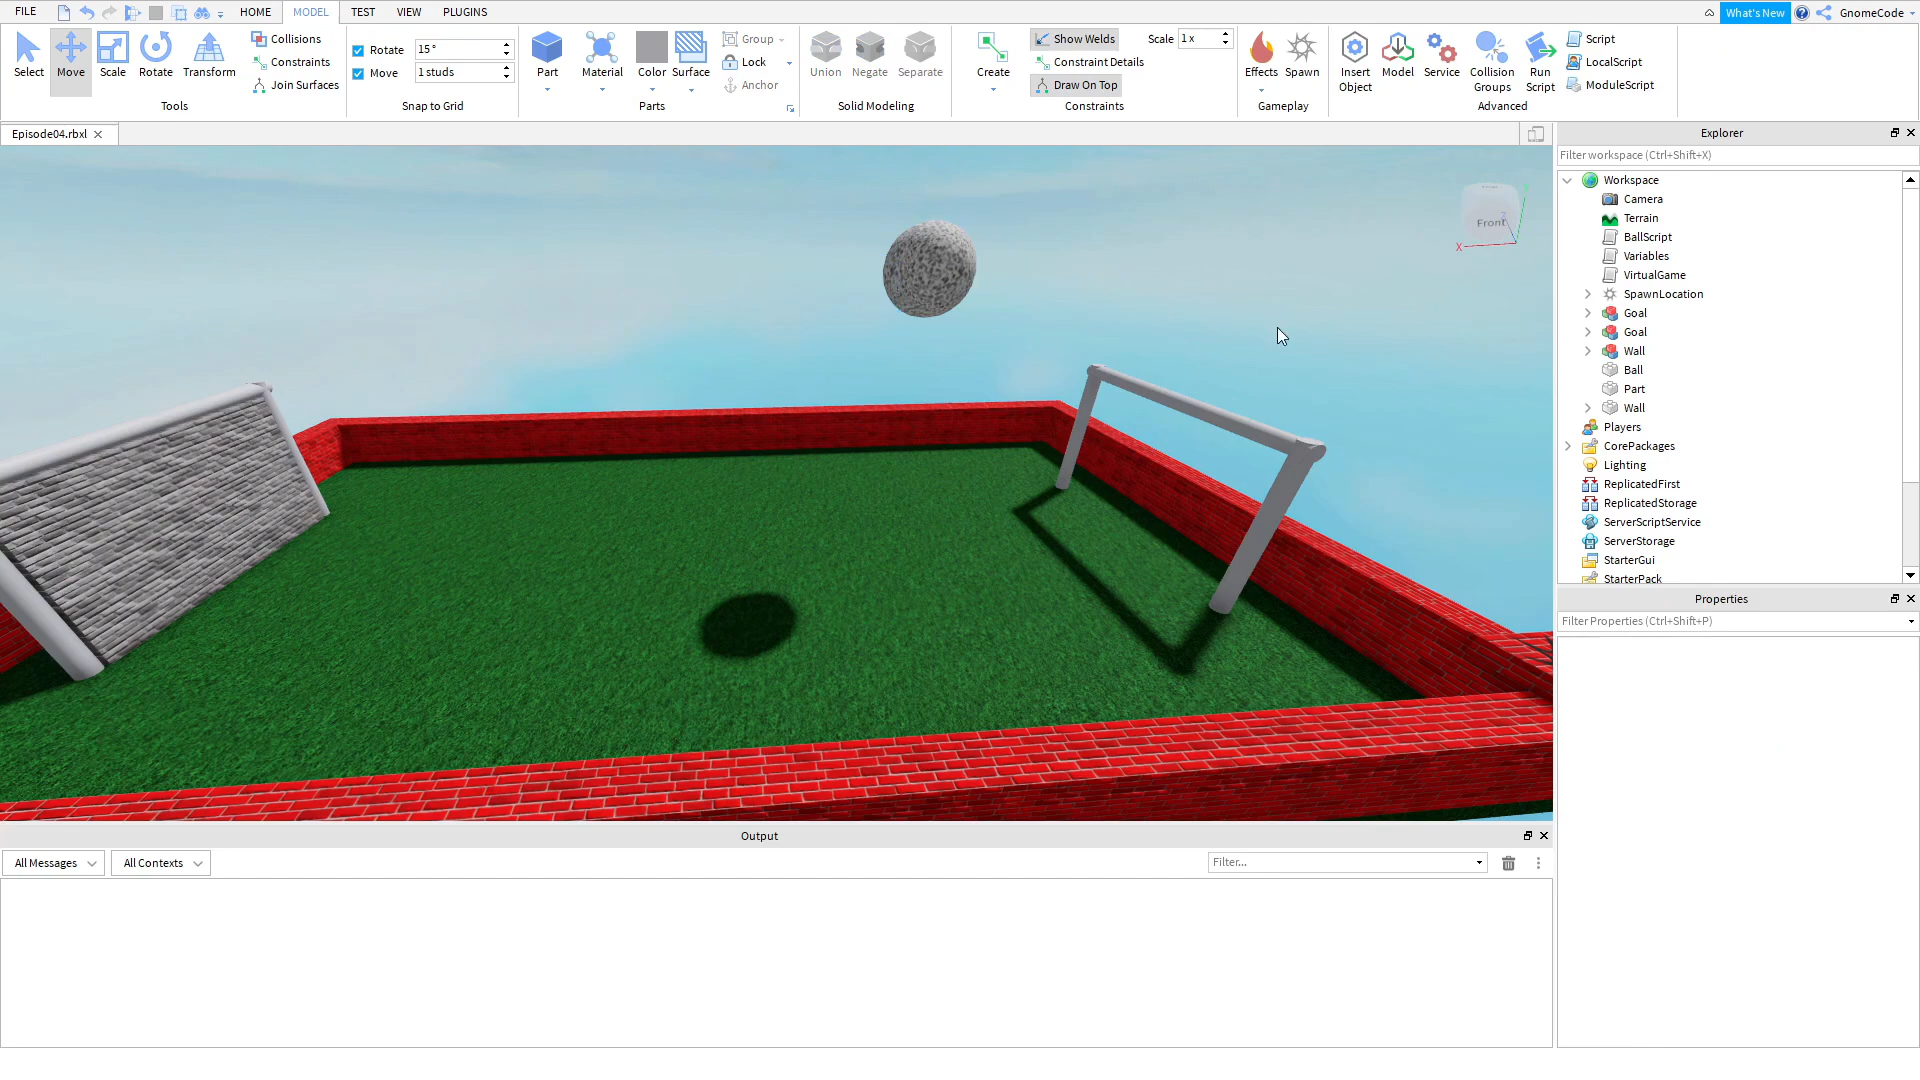 FILE HOME MODEL TEST VIEW PLUGINS What's New GnomeCode
Select Move Scale Rotate Transform
Collisions
Constraints
Join Surfaces
Tools
Rotate 15°
Move 1 studs
Snap to Grid
Part Material Color Surface
Group
Lock
Anchor
Parts
Union Negate Separate
Solid Modeling
Create
Show Welds Scale 1 x
Constraint Details
Draw On Top
Constraints
Effects Spawn
Gameplay
Insert Object Model Service Collision Groups Run Script
Script
LocalScript
ModuleScript
Advanced
Episode04.rbxl
Front
X
Explorer
Filter workspace (Ctrl+Shift+X)
Workspace
Camera
Terrain
BallScript
Variables
VirtualGame
SpawnLocation
Goal
Goal
Wall
Ball
Part
Wall
Players
CorePackages
Lighting
ReplicatedFirst
ReplicatedStorage
ServerScriptService
ServerStorage
StarterGui
StarterPack
Properties
Filter Properties (Ctrl+Shift+P)
Output
All Messages All Contexts Filter...